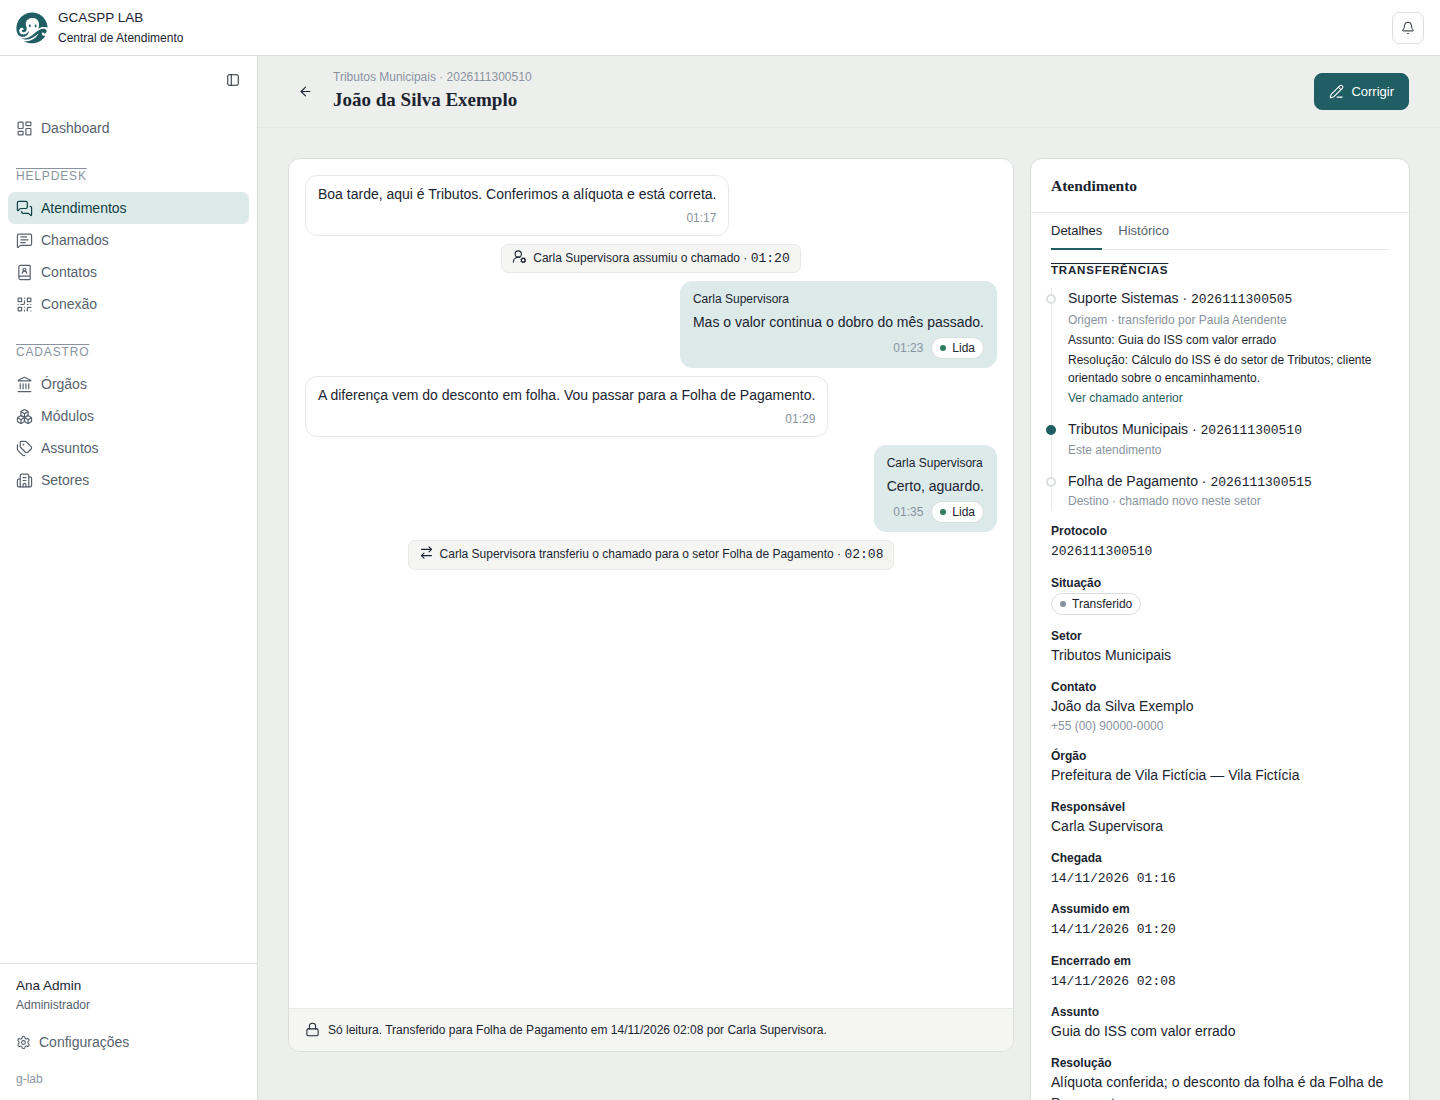 GCASPP LAB
Central de Atendimento
Dashboard
HELPDESK
Atendimentos
Chamados
Contatos
Conexão
CADASTRO
Órgãos
Módulos
Assuntos
Setores
Ana Admin
Administrador
Configurações
g-lab
Tributos Municipais · 2026111300510
João da Silva Exemplo
Corrigir
Boa tarde, aqui é Tributos. Conferimos a alíquota e está correta.
01:17
Carla Supervisora assumiu o chamado · 01:20
Carla Supervisora
Mas o valor continua o dobro do mês passado.
01:23 Lida
A diferença vem do desconto em folha. Vou passar para a Folha de Pagamento.
01:29
Carla Supervisora
Certo, aguardo.
01:35 Lida
Carla Supervisora transferiu o chamado para o setor Folha de Pagamento · 02:08
Só leitura. Transferido para Folha de Pagamento em 14/11/2026 02:08 por Carla Supervisora.
Atendimento
Detalhes Histórico
TRANSFERÊNCIAS
Suporte Sistemas · 2026111300505
Origem · transferido por Paula Atendente
Assunto: Guia do ISS com valor errado
Resolução: Cálculo do ISS é do setor de Tributos; cliente
orientado sobre o encaminhamento.
Ver chamado anterior
Tributos Municipais · 2026111300510
Este atendimento
Folha de Pagamento · 2026111300515
Destino · chamado novo neste setor
Protocolo
2026111300510
Situação
Transferido
Setor
Tributos Municipais
Contato
João da Silva Exemplo
+55 (00) 90000-0000
Órgão
Prefeitura de Vila Fictícia — Vila Fictícia
Responsável
Carla Supervisora
Chegada
14/11/2026 01:16
Assumido em
14/11/2026 01:20
Encerrado em
14/11/2026 02:08
Assunto
Guia do ISS com valor errado
Resolução
Alíquota conferida; o desconto da folha é da Folha de